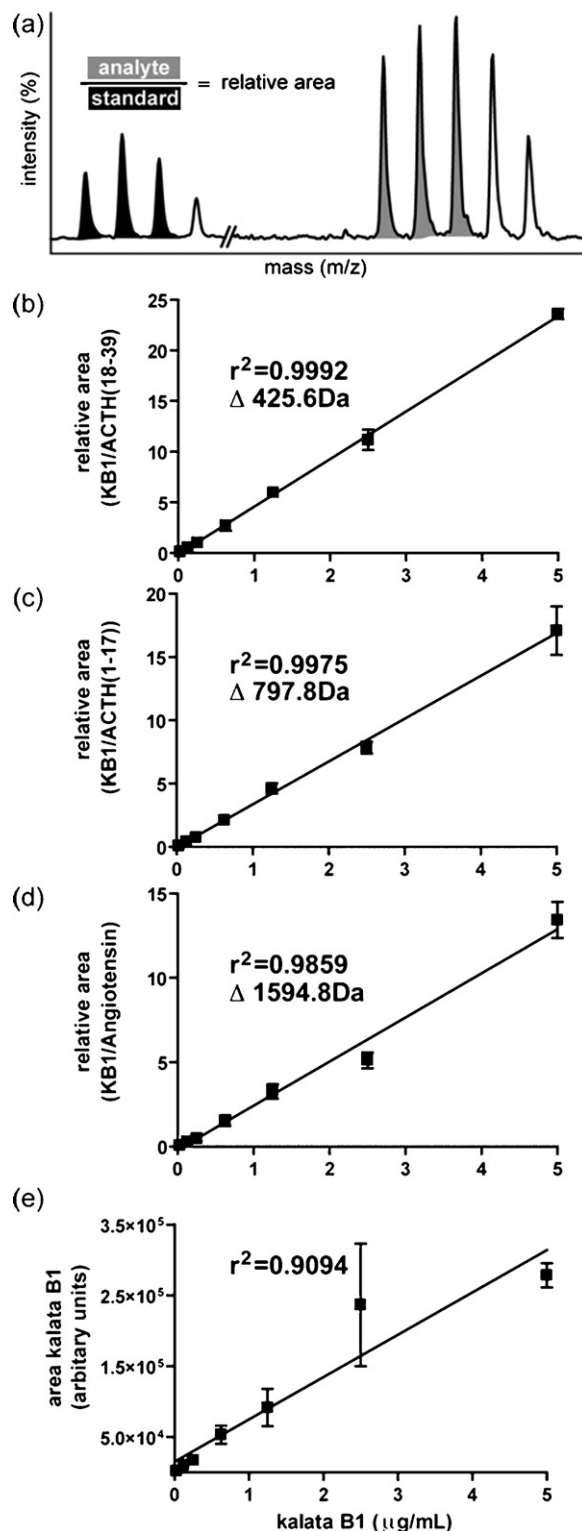 (a)
analyte
standard
= relative area
intensity (%)
mass (m/z)
(b)
relative area
(KB1/ACTH(18-39)
25
20
15
10
5
0
r²=0.9992
Δ 425.6Da
0 1 2 3 4 5
(c)
relative area
(KB1/ACTH(1-17))
20
15
10
5
0
r²=0.9975
Δ 797.8Da
0 1 2 3 4 5
(d)
relative area
(KB1/Angiotensin)
15
10
5
0
r²=0.9859
Δ 1594.8Da
0 1 2 3 4 5
(e)
area kalata B1
(arbitary units)
3.5×10⁵
2.5×10⁵
1.5×10⁵
5.0×10⁴
r²=0.9094
0 1 2 3 4 5
kalata B1 (μg/mL)